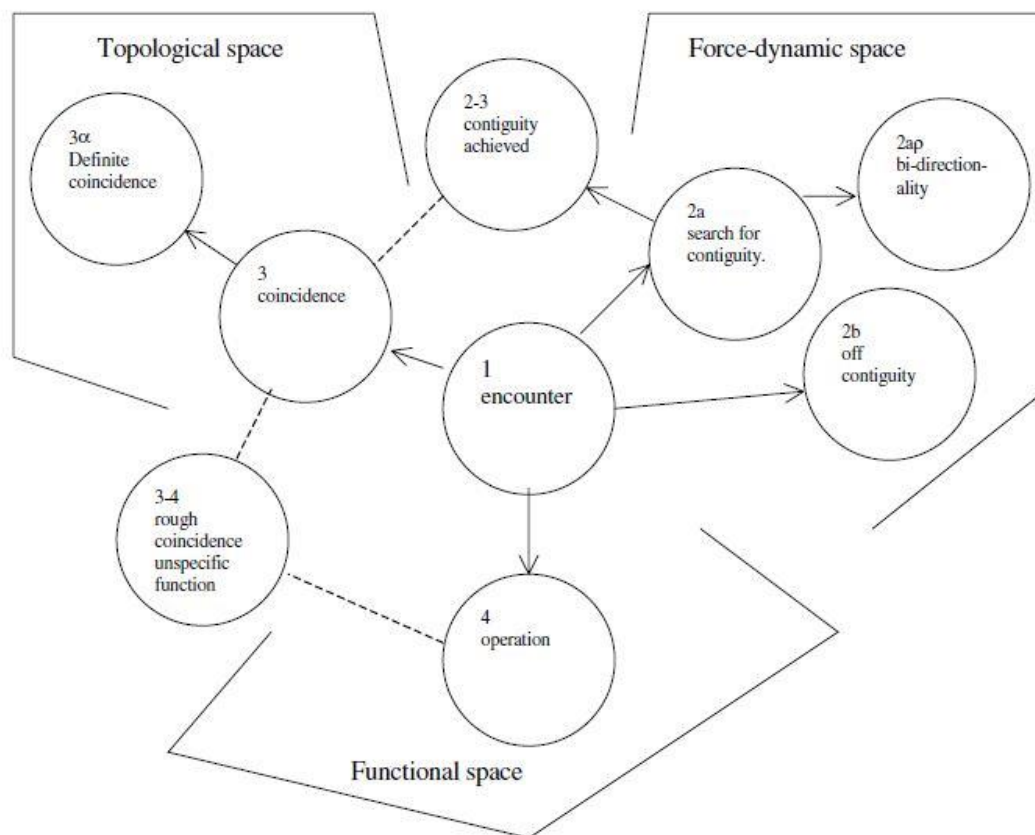 Topological space
Force-dynamic space
2-3
contiguity
achieved
3α
Definite
coincidence
2aρ
bi-direction-
ality
2a
search for
contiguity.
3
coincidence
2b
off
contiguity
1
encounter
3-4
rough
coincidence
unspecific
function
4
operation
Functional space